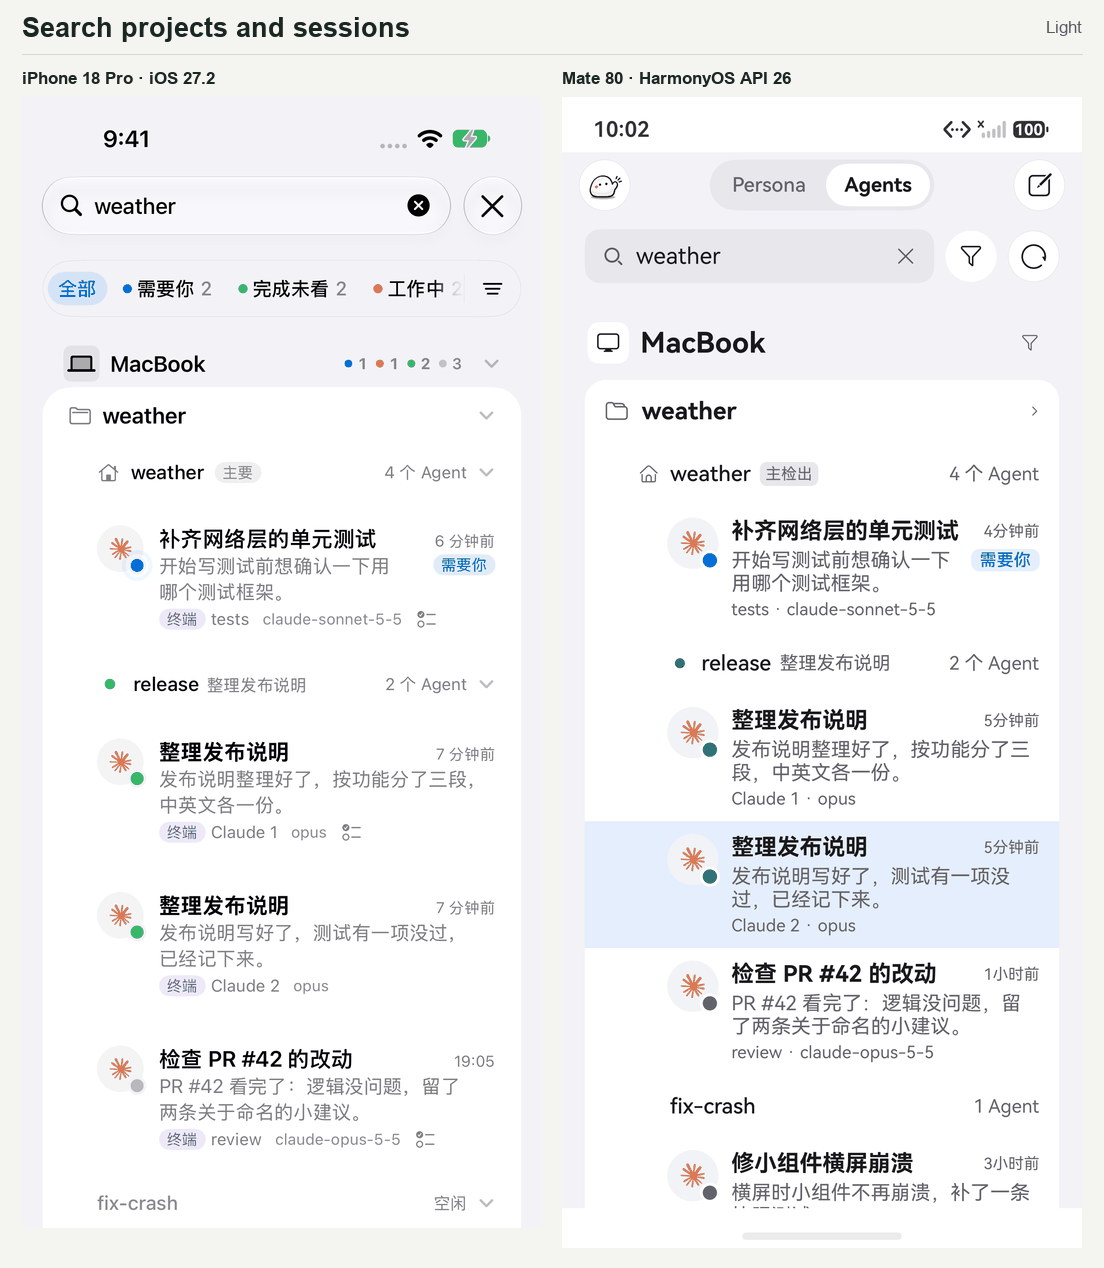 Search projects and sessions
Light
iPhone 18 Pro · iOS 27.2
9:41
weather
全部
需要你 2
完成未看 2
工作中 2
MacBook
1 1 2 3
weather
weather 主要 4 个 Agent
补齐网络层的单元测试 6 分钟前
开始写测试前想确认一下用 需要你
哪个测试框架。
终端 tests claude-sonnet-5-5
release 整理发布说明 2 个 Agent
整理发布说明 7 分钟前
发布说明整理好了，按功能分了三段，
中英文各一份。
终端 Claude 1 opus
整理发布说明 7 分钟前
发布说明写好了，测试有一项没过，
已经记下来。
终端 Claude 2 opus
检查 PR #42 的改动 19:05
PR #42 看完了：逻辑没问题，留了
两条关于命名的小建议。
终端 review claude-opus-5-5
fix-crash 空闲
Mate 80 · HarmonyOS API 26
10:02
100
Persona Agents
weather
MacBook
weather
weather 主检出 4 个 Agent
补齐网络层的单元测试 4分钟前
开始写测试前想确认一下 需要你
用哪个测试框架。
tests · claude-sonnet-5-5
release 整理发布说明 2 个 Agent
整理发布说明 5分钟前
发布说明整理好了，按功能分了三
段，中英文各一份。
Claude 1 · opus
整理发布说明 5分钟前
发布说明写好了，测试有一项没
过，已经记下来。
Claude 2 · opus
检查 PR #42 的改动 1小时前
PR #42 看完了：逻辑没问题，留
了两条关于命名的小建议。
review · claude-opus-5-5
fix-crash 1 Agent
修小组件横屏崩溃 3小时前
横屏时小组件不再崩溃，补了一条